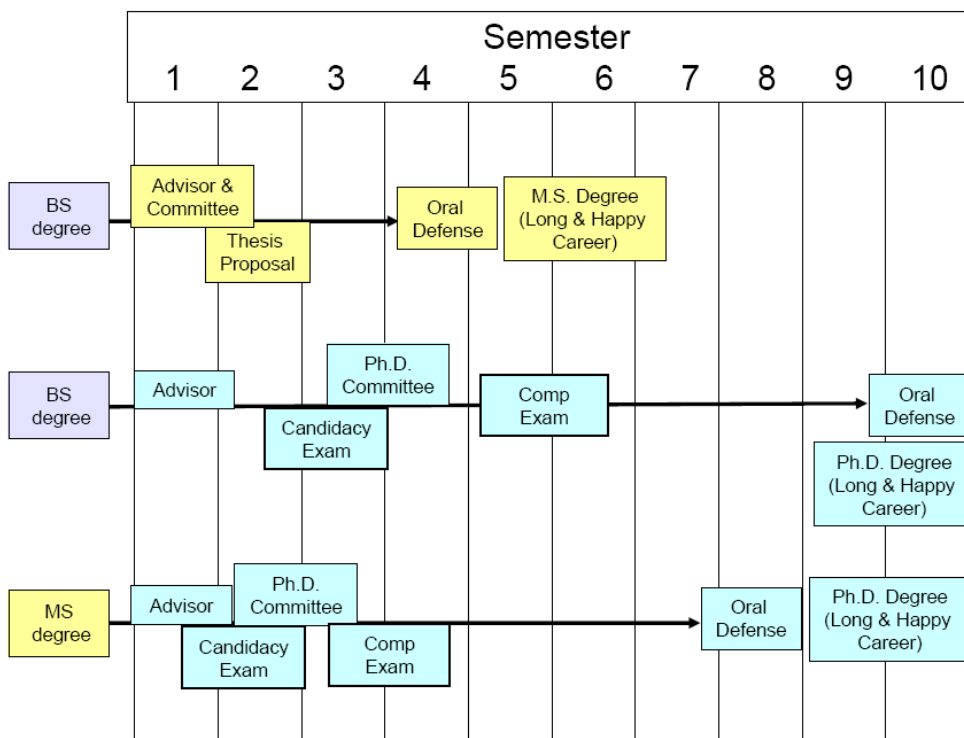 Semester
1 2 3 4 5 6 7 8 9 10
BS
degree
Advisor &
Committee
Thesis
Proposal
Oral
Defense
M.S. Degree
(Long & Happy
Career)
BS
degree
Advisor
Candidacy
Exam
Ph.D.
Committee
Comp
Exam
Oral
Defense
Ph.D. Degree
(Long & Happy
Career)
MS
degree
Advisor
Candidacy
Exam
Ph.D.
Committee
Comp
Exam
Oral
Defense
Ph.D. Degree
(Long & Happy
Career)